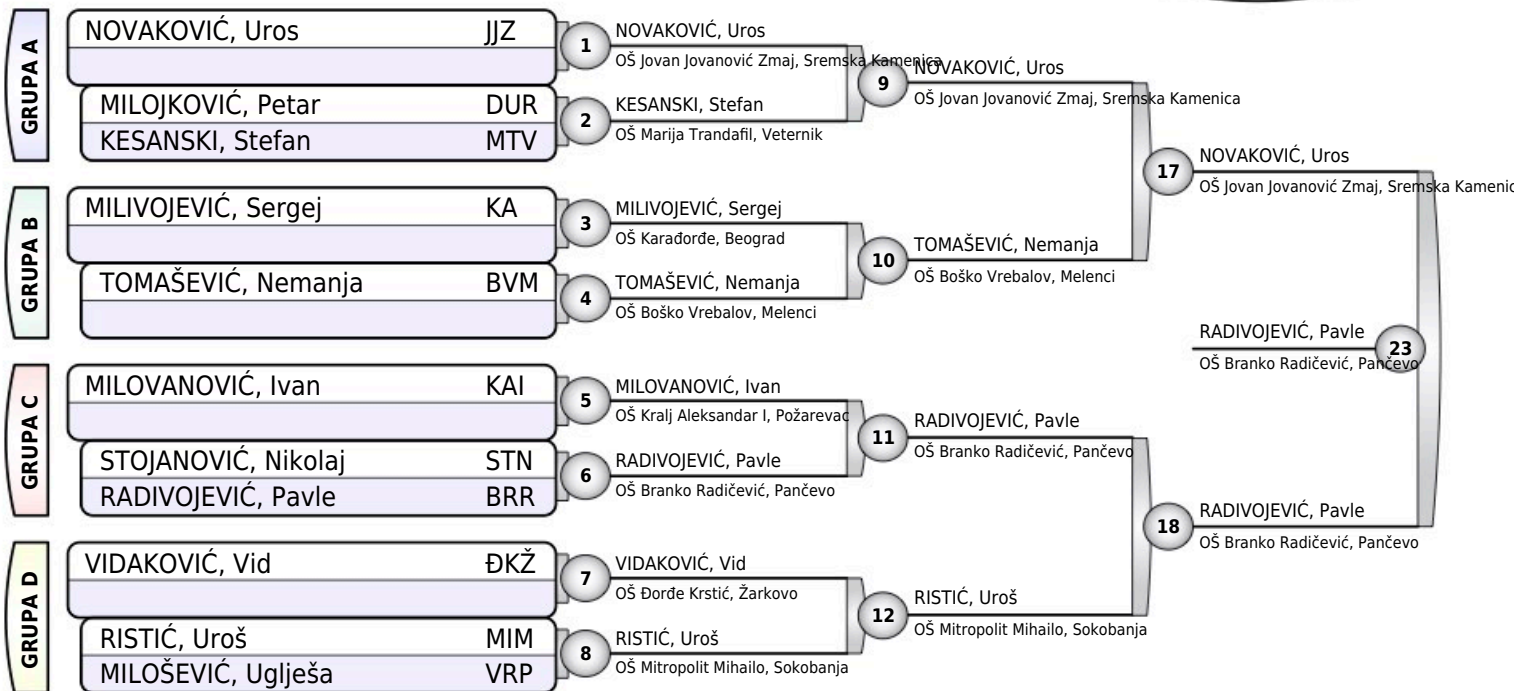 GRUPA A
NOVAKOVIĆ, Uros JJZ
MILOJKOVIĆ, Petar DUR
KESANSKI, Stefan MTV
GRUPA B
MILIVOJEVIĆ, Sergej KA
TOMAŠEVIĆ, Nemanja BVM
GRUPA C
MILOVANOVIĆ, Ivan KAI
STOJANOVIĆ, Nikolaj STN
RADIVOJEVIĆ, Pavle BRR
GRUPA D
VIDAKOVIĆ, Vid ĐKŽ
RISTIĆ, Uroš MIM
MILOŠEVIĆ, Uglješa VRP
1
NOVAKOVIĆ, Uros
OŠ Jovan Jovanović Zmaj, Sremska Kamenica
2
KESANSKI, Stefan
OŠ Marija Trandafil, Veternik
3
MILIVOJEVIĆ, Sergej
OŠ Karađorđe, Beograd
4
TOMAŠEVIĆ, Nemanja
OŠ Boško Vrebalov, Melenci
5
MILOVANOVIĆ, Ivan
OŠ Kralj Aleksandar I, Požarevac
6
RADIVOJEVIĆ, Pavle
OŠ Branko Radičević, Pančevo
7
VIDAKOVIĆ, Vid
OŠ Đorđe Krstić, Žarkovo
8
RISTIĆ, Uroš
OŠ Mitropolit Mihailo, Sokobanja
9
NOVAKOVIĆ, Uros
OŠ Jovan Jovanović Zmaj, Sremska Kamenica
10
TOMAŠEVIĆ, Nemanja
OŠ Boško Vrebalov, Melenci
11
RADIVOJEVIĆ, Pavle
OŠ Branko Radičević, Pančevo
12
RISTIĆ, Uroš
OŠ Mitropolit Mihailo, Sokobanja
17
NOVAKOVIĆ, Uros
OŠ Jovan Jovanović Zmaj, Sremska Kamenic
18
RADIVOJEVIĆ, Pavle
OŠ Branko Radičević, Pančevo
23
RADIVOJEVIĆ, Pavle
OŠ Branko Radičević, Pančevo